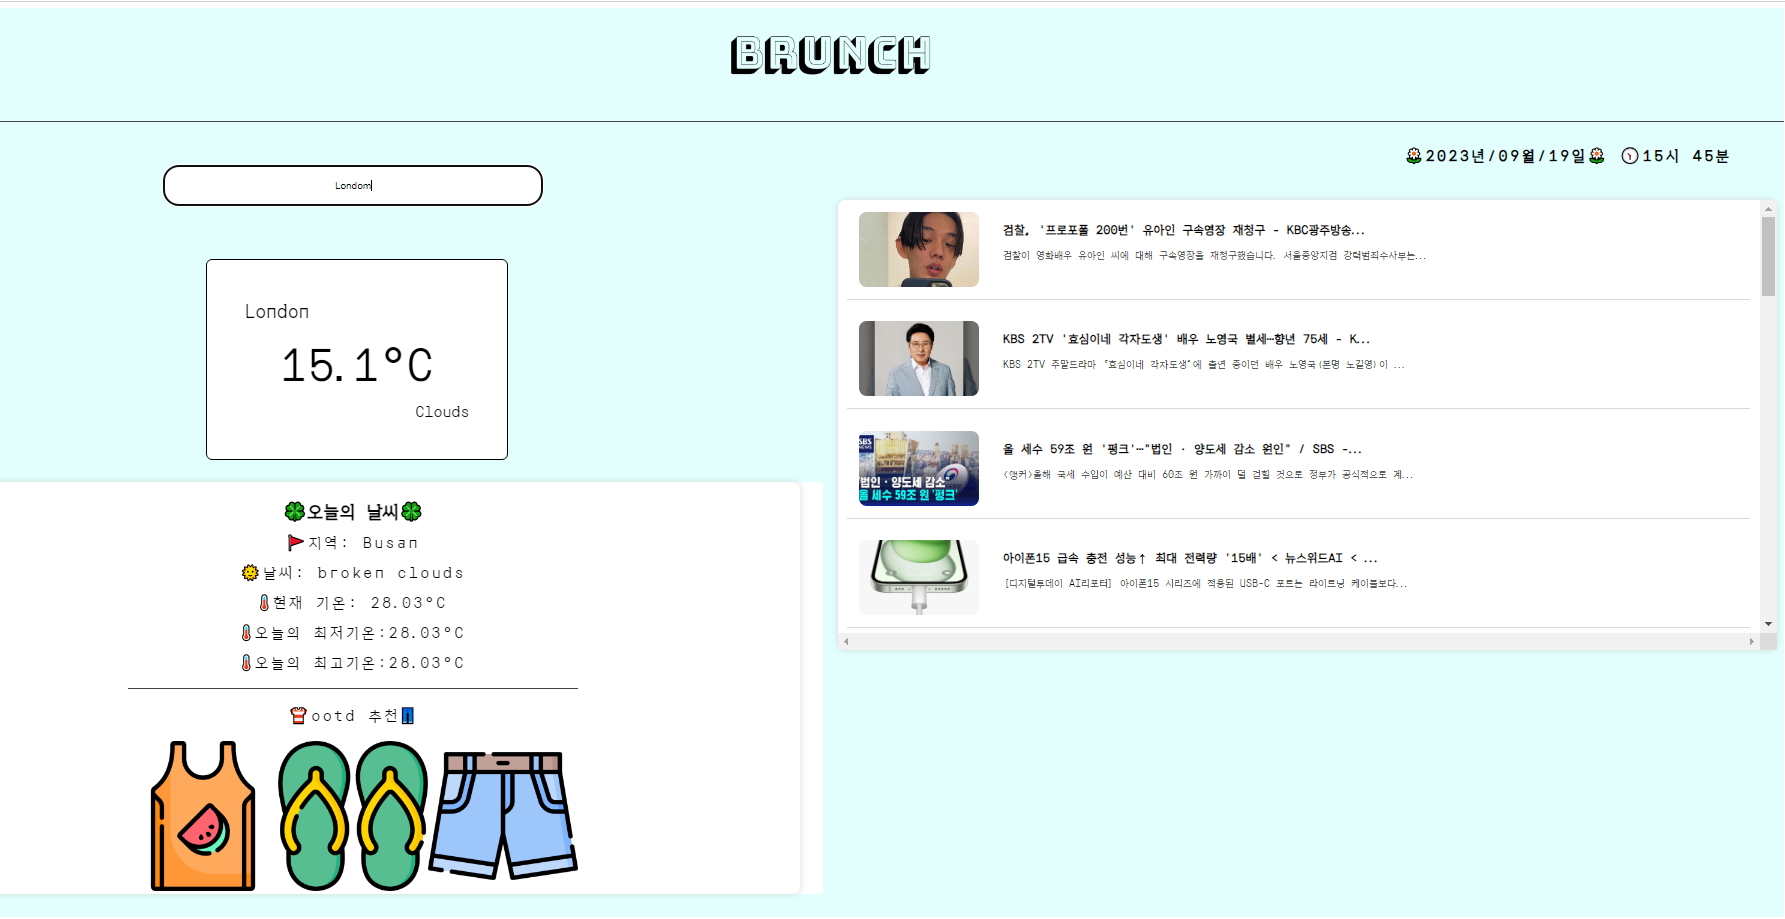 BRUNCH
2023년/09월/19일 15시 45분
Londom
London
15.1°C
Clouds
오늘의 날씨
지역: Busan
날씨: broken clouds
현재 기온: 28.03°C
오늘의 최저기온:28.03°C
오늘의 최고기온:28.03°C
ootd 추천
검찰, '프로포폴 200번' 유아인 구속영장 재청구 - KBC광주방송...
검찰이 영화배우 유아인 씨에 대해 구속영장을 재청구했습니다. 서울중앙지검 강력범죄수사부는...
KBS 2TV '효심이네 각자도생' 배우 노영국 별세…향년 75세 - K...
KBS 2TV 주말드라마 "효심이네 각자도생"에 출연 중이던 배우 노영국(본명 노길영)이 ...
SBS
NEWS
법인·양도세 감소"
올 세수 59조 원 '펑크'
올 세수 59조 원 '펑크'…"법인 · 양도세 감소 원인" / SBS -...
<앵커>올해 국세 수입이 예산 대비 60조 원 가까이 덜 걷힐 것으로 정부가 공식적으로 계...
아이폰15 급속 충전 성능↑ 최대 전력량 '15배' < 뉴스위드AI < ...
[디지털투데이 AI리포터] 아이폰15 시리즈에 적용된 USB-C 포트는 라이트닝 케이블보다...